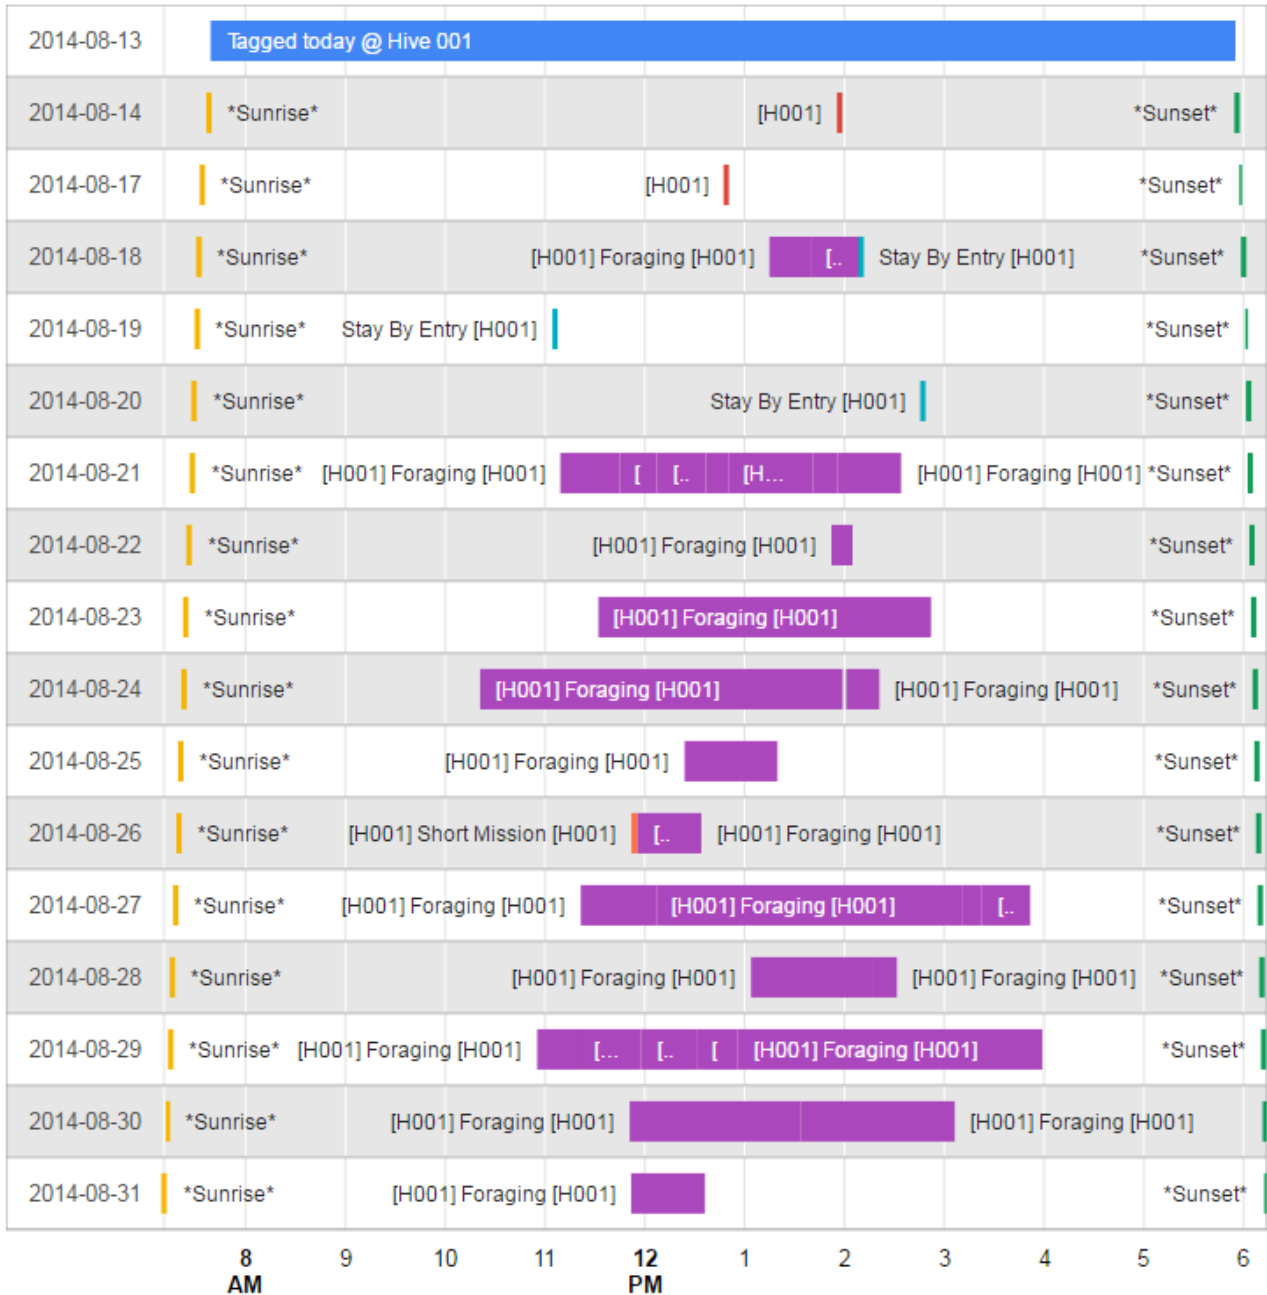 2014-08-13 Tagged today @ Hive 001
2014-08-14 *Sunrise* [H001] *Sunset*
2014-08-17 *Sunrise* [H001] *Sunset*
2014-08-18 *Sunrise* [H001] Foraging [H001] [.. Stay By Entry [H001] *Sunset*
2014-08-19 *Sunrise* Stay By Entry [H001] *Sunset*
2014-08-20 *Sunrise* Stay By Entry [H001] *Sunset*
2014-08-21 *Sunrise* [H001] Foraging [H001] [ [.. [H... [H001] Foraging [H001] *Sunset*
2014-08-22 *Sunrise* [H001] Foraging [H001] *Sunset*
2014-08-23 *Sunrise* [H001] Foraging [H001] *Sunset*
2014-08-24 *Sunrise* [H001] Foraging [H001] [H001] Foraging [H001] *Sunset*
2014-08-25 *Sunrise* [H001] Foraging [H001] *Sunset*
2014-08-26 *Sunrise* [H001] Short Mission [H001] [.. [H001] Foraging [H001] *Sunset*
2014-08-27 *Sunrise* [H001] Foraging [H001] [H001] Foraging [H001] [.. *Sunset*
2014-08-28 *Sunrise* [H001] Foraging [H001] [H001] Foraging [H001] *Sunset*
2014-08-29 *Sunrise* [H001] Foraging [H001] [... [.. [ [H001] Foraging [H001] *Sunset*
2014-08-30 *Sunrise* [H001] Foraging [H001] [H001] Foraging [H001] *Sunset*
2014-08-31 *Sunrise* [H001] Foraging [H001] *Sunset*
8 9 10 11 12 1 2 3 4 5 6
AM PM